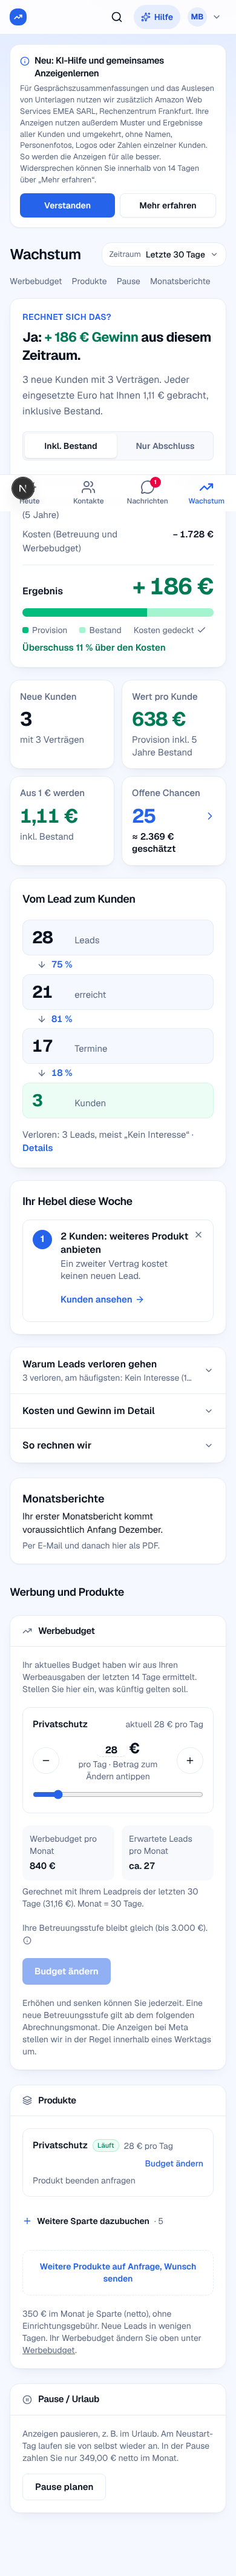 Hilfe
MB
Neu: KI-Hilfe und gemeinsames
Anzeigenlernen
Für Gesprächszusammenfassungen und das Auslesen
von Unterlagen nutzen wir zusätzlich Amazon Web
Services EMEA SARL, Rechenzentrum Frankfurt. Ihre
Anzeigen nutzen außerdem Muster und Ergebnisse
aller Kunden und umgekehrt, ohne Namen,
Personenfotos, Logos oder Zahlen einzelner Kunden.
So werden die Anzeigen für alle besser.
Widersprechen können Sie innerhalb von 14 Tagen
über „Mehr erfahren“.
Verstanden
Mehr erfahren
Wachstum
Zeitraum Letzte 30 Tage
Werbebudget Produkte Pause Monatsberichte
RECHNET SICH DAS?
Ja: + 186 € Gewinn aus diesem
Zeitraum.
3 neue Kunden mit 3 Verträgen. Jeder
eingesetzte Euro hat Ihnen 1,11 € gebracht,
inklusive Bestand.
Inkl. Bestand
Nur Abschluss
N
Heute
Kontakte
1
Nachrichten
Wachstum
(5 Jahre)
Kosten (Betreuung und
Werbebudget)
− 1.728 €
Ergebnis
+ 186 €
Provision
Bestand
Kosten gedeckt
Überschuss 11 % über den Kosten
Neue Kunden
3
mit 3 Verträgen
Wert pro Kunde
638 €
Provision inkl. 5
Jahre Bestand
Aus 1 € werden
1,11 €
inkl. Bestand
Offene Chancen
25
≈ 2.369 €
geschätzt
Vom Lead zum Kunden
28 Leads
75 %
21 erreicht
81 %
17 Termine
18 %
3 Kunden
Verloren: 3 Leads, meist „Kein Interesse“ ·
Details
Ihr Hebel diese Woche
1
2 Kunden: weiteres Produkt
anbieten
Ein zweiter Vertrag kostet
keinen neuen Lead.
Kunden ansehen
Warum Leads verloren gehen
3 verloren, am häufigsten: Kein Interesse (1...
Kosten und Gewinn im Detail
So rechnen wir
Monatsberichte
Ihr erster Monatsbericht kommt
voraussichtlich Anfang Dezember.
Per E-Mail und danach hier als PDF.
Werbung und Produkte
Werbebudget
Ihr aktuelles Budget haben wir aus Ihren
Werbeausgaben der letzten 14 Tage ermittelt.
Stellen Sie hier ein, was künftig gelten soll.
Privatschutz
aktuell 28 € pro Tag
−
28 €
+
pro Tag · Betrag zum
Ändern antippen
Werbebudget pro
Monat
840 €
Erwartete Leads
pro Monat
ca. 27
Gerechnet mit Ihrem Leadpreis der letzten 30
Tage (31,16 €). Monat = 30 Tage.
Ihre Betreuungsstufe bleibt gleich (bis 3.000 €).
Budget ändern
Erhöhen und senken können Sie jederzeit. Eine
neue Betreuungsstufe gilt ab dem folgenden
Abrechnungsmonat. Die Anzeigen bei Meta
stellen wir in der Regel innerhalb eines Werktags
um.
Produkte
Privatschutz Läuft 28 € pro Tag
Budget ändern
Produkt beenden anfragen
Weitere Sparte dazubuchen · 5
Weitere Produkte auf Anfrage, Wunsch
senden
350 € im Monat je Sparte (netto), ohne
Einrichtungsgebühr. Neue Leads in wenigen
Tagen. Ihr Werbebudget ändern Sie oben unter
Werbebudget.
Pause / Urlaub
Anzeigen pausieren, z. B. im Urlaub. Am Neustart-
Tag laufen sie von selbst wieder an. In der Pause
zahlen Sie nur 349,00 € netto im Monat.
Pause planen